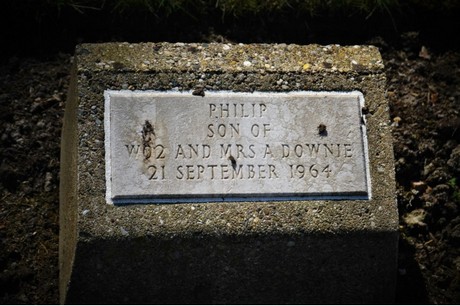 PHILIP
SON OF
WO2 AND MRS A DOWNIE
21 SEPTEMBER 1964